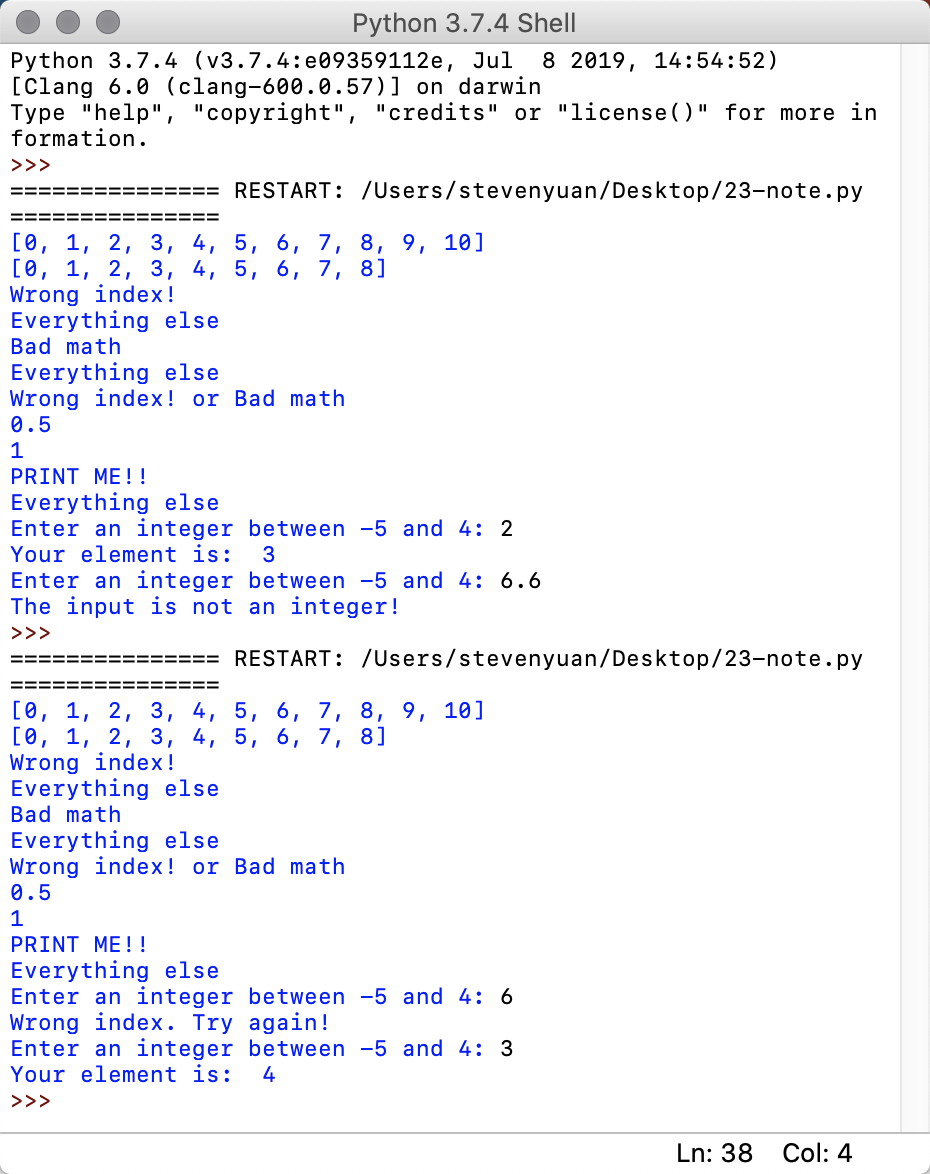 Python 3.7.4 Shell
Python 3.7.4 (v3.7.4:e09359112e, Jul  8 2019, 14:54:52)
[Clang 6.0 (clang-600.0.57)] on darwin
Type "help", "copyright", "credits" or "license()" for more in
formation.
>>>
=============== RESTART: /Users/stevenyuan/Desktop/23-note.py
===============
[0, 1, 2, 3, 4, 5, 6, 7, 8, 9, 10]
[0, 1, 2, 3, 4, 5, 6, 7, 8]
Wrong index!
Everything else
Bad math
Everything else
Wrong index! or Bad math
0.5
1
PRINT ME!!
Everything else
Enter an integer between -5 and 4: 2
Your element is:  3
Enter an integer between -5 and 4: 6.6
The input is not an integer!
>>>
=============== RESTART: /Users/stevenyuan/Desktop/23-note.py
===============
[0, 1, 2, 3, 4, 5, 6, 7, 8, 9, 10]
[0, 1, 2, 3, 4, 5, 6, 7, 8]
Wrong index!
Everything else
Bad math
Everything else
Wrong index! or Bad math
0.5
1
PRINT ME!!
Everything else
Enter an integer between -5 and 4: 6
Wrong index. Try again!
Enter an integer between -5 and 4: 3
Your element is:  4
>>>
Ln: 38 Col: 4